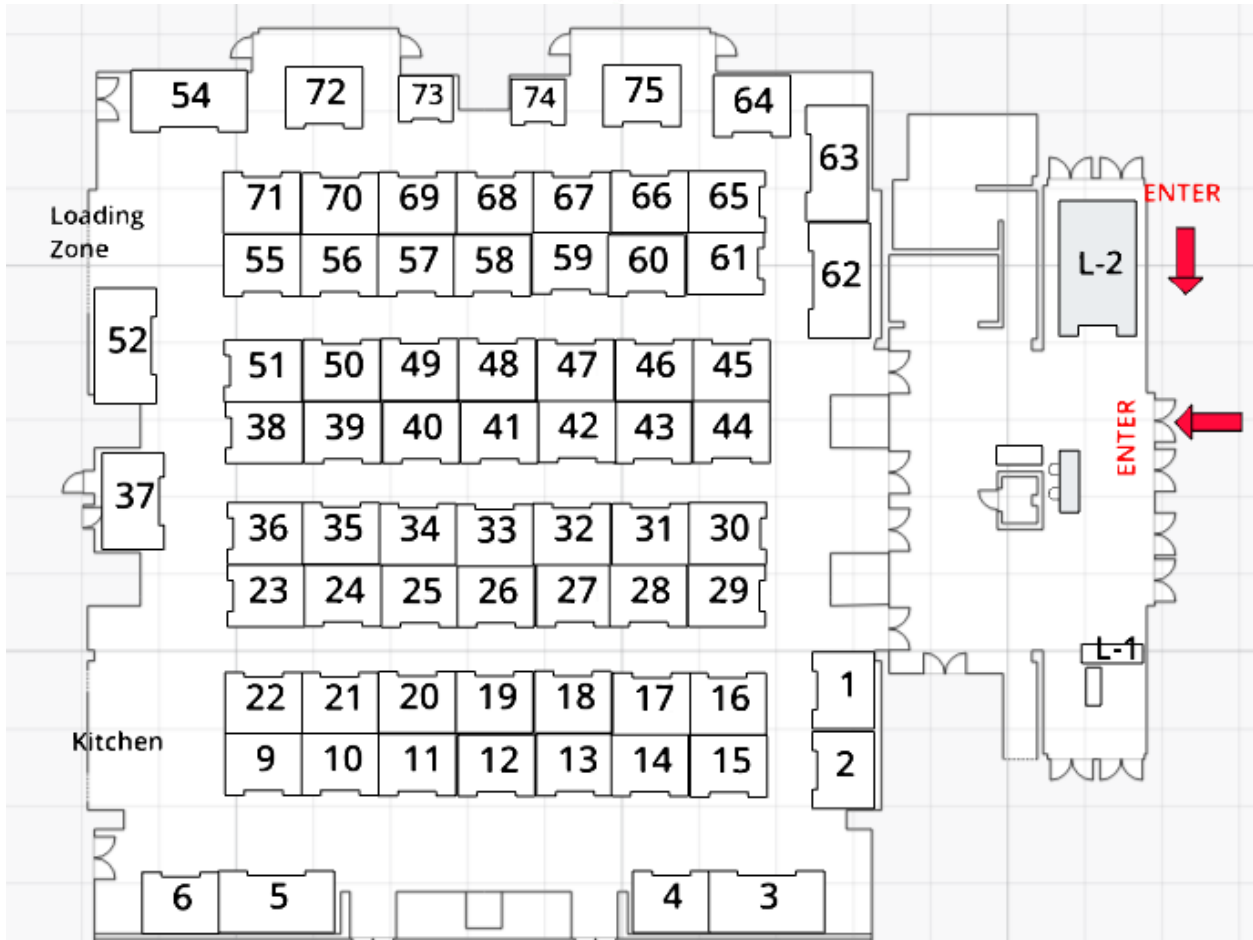 54
72
73
74
75
64
63
ENTER
71 70 69 68 67 66 65
Loading
Zone
55 56 57 58 59 60 61
62
L-2
52
51 50 49 48 47 46 45
38 39 40 41 42 43 44
ENTER
37
36 35 34 33 32 31 30
23 24 25 26 27 28 29
L-1
1
22 21 20 19 18 17 16
Kitchen
9 10 11 12 13 14 15
2
6 5 4 3